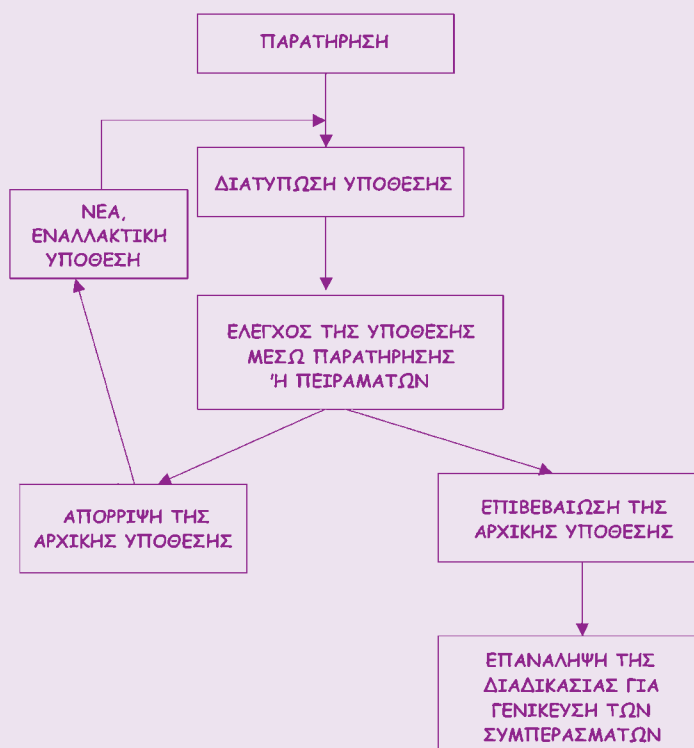 ΠΑΡΑΤΗΡΗΣΗ
ΔΙΑΤΥΠΩΣΗ ΥΠΟΘΕΣΗΣ
ΝΕΑ,
ΕΝΑΛΛΑΚΤΙΚΗ
ΥΠΟΘΕΣΗ
ΕΛΕΓΧΟΣ ΤΗΣ ΥΠΟΘΕΣΗΣ
ΜΕΣΩ ΠΑΡΑΤΗΡΗΣΗΣ
Ή ΠΕΙΡΑΜΑΤΩΝ
ΑΠΟΡΡΙΨΗ ΤΗΣ
ΑΡΧΙΚΗΣ ΥΠΟΘΕΣΗΣ
ΕΠΙΒΕΒΑΙΩΣΗ ΤΗΣ
ΑΡΧΙΚΗΣ ΥΠΟΘΕΣΗΣ
ΕΠΑΝΑΛΗΨΗ ΤΗΣ
ΔΙΑΔΙΚΑΣΙΑΣ ΓΙΑ
ΓΕΝΙΚΕΥΣΗ ΤΩΝ
ΣΥΜΠΕΡΑΣΜΑΤΩΝ